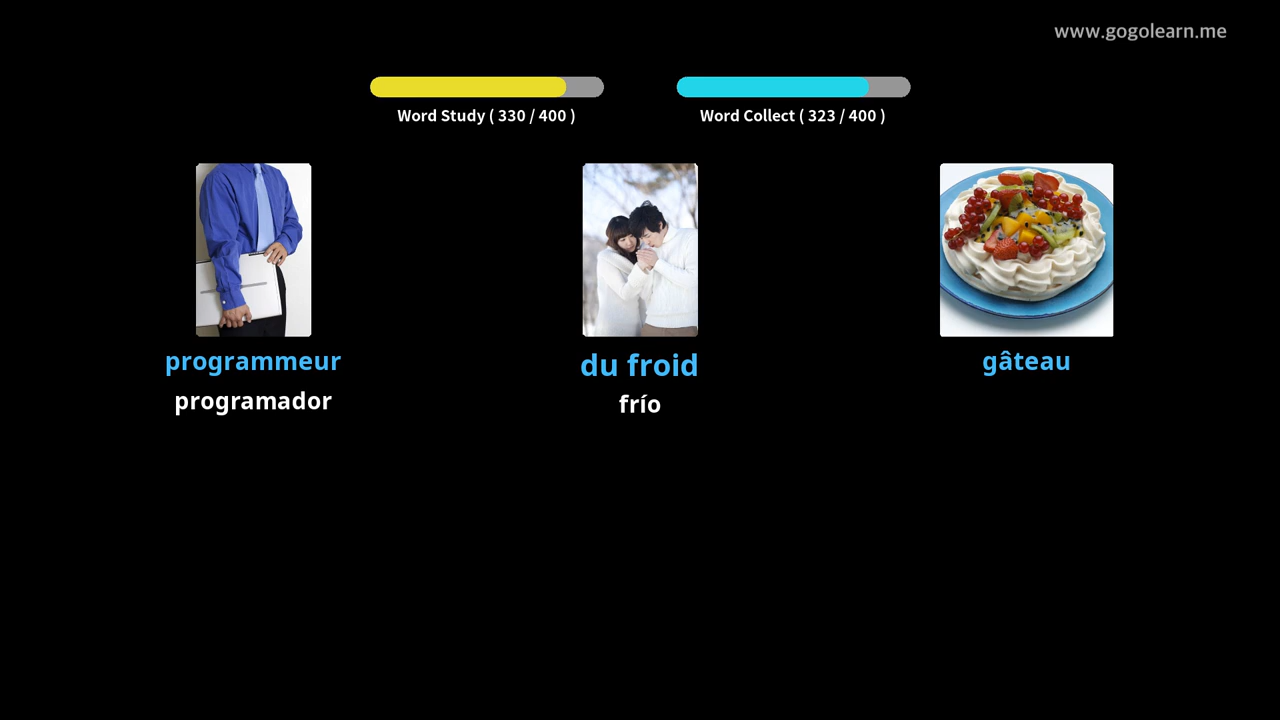 www.gogolearn.me
Word Study ( 330 / 400 )
Word Collect ( 323 / 400 )
programmeur
programador
du froid
frío
gâteau